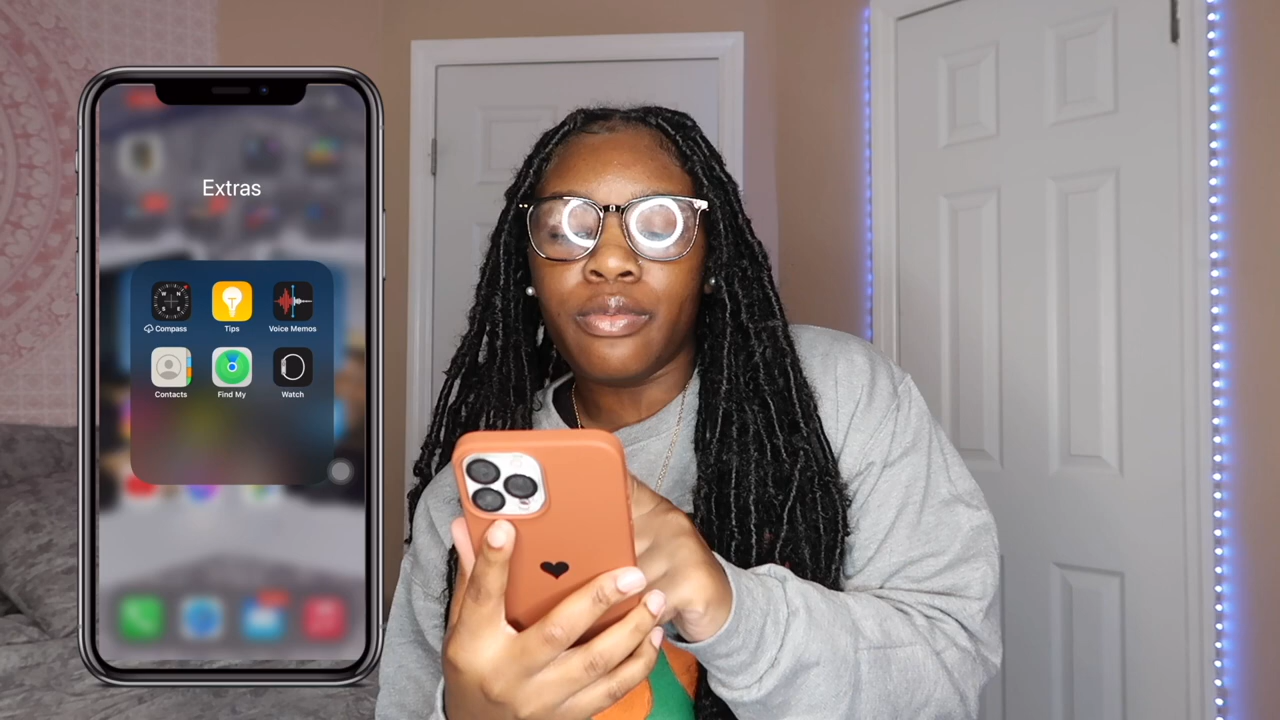 Extras
Compass
Tips
Voice Memos
Contacts
Find My
Watch